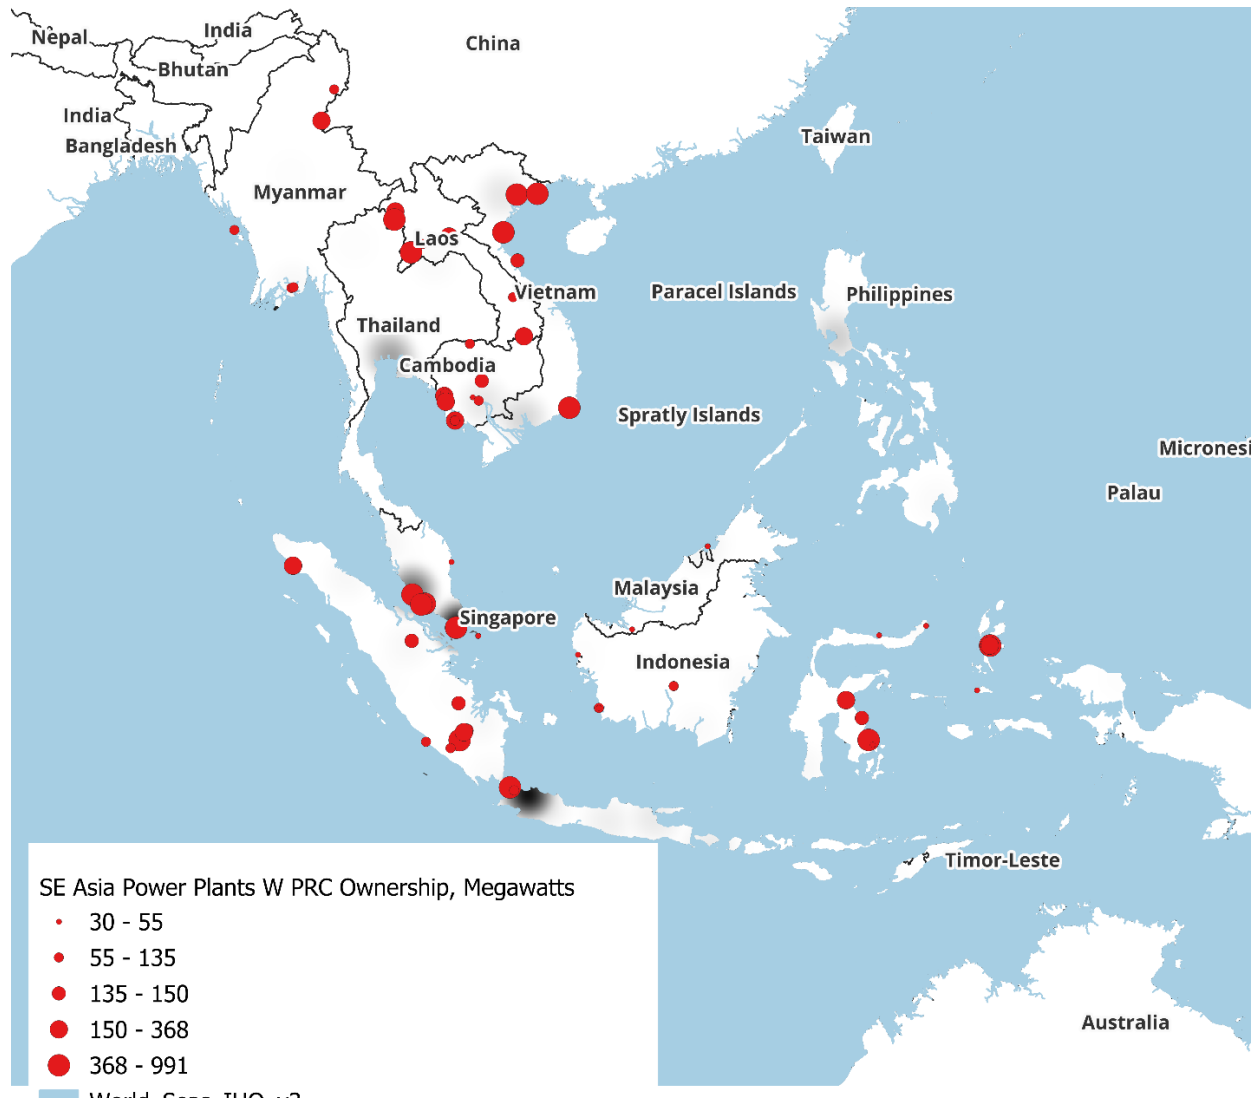 India
Nepal
China
Bhutan
India
Taiwan
Bangladesh
Myanmar
Laos
Vietnam
Paracel Islands
Philippines
Thailand
Cambodia
Spratly Islands
Micronesi
Palau
Malaysia
Singapore
Indonesia
Timor-Leste
SE Asia Power Plants W PRC Ownership, Megawatts
30 - 55
55 - 135
135 - 150
150 - 368
368 - 991
Australia